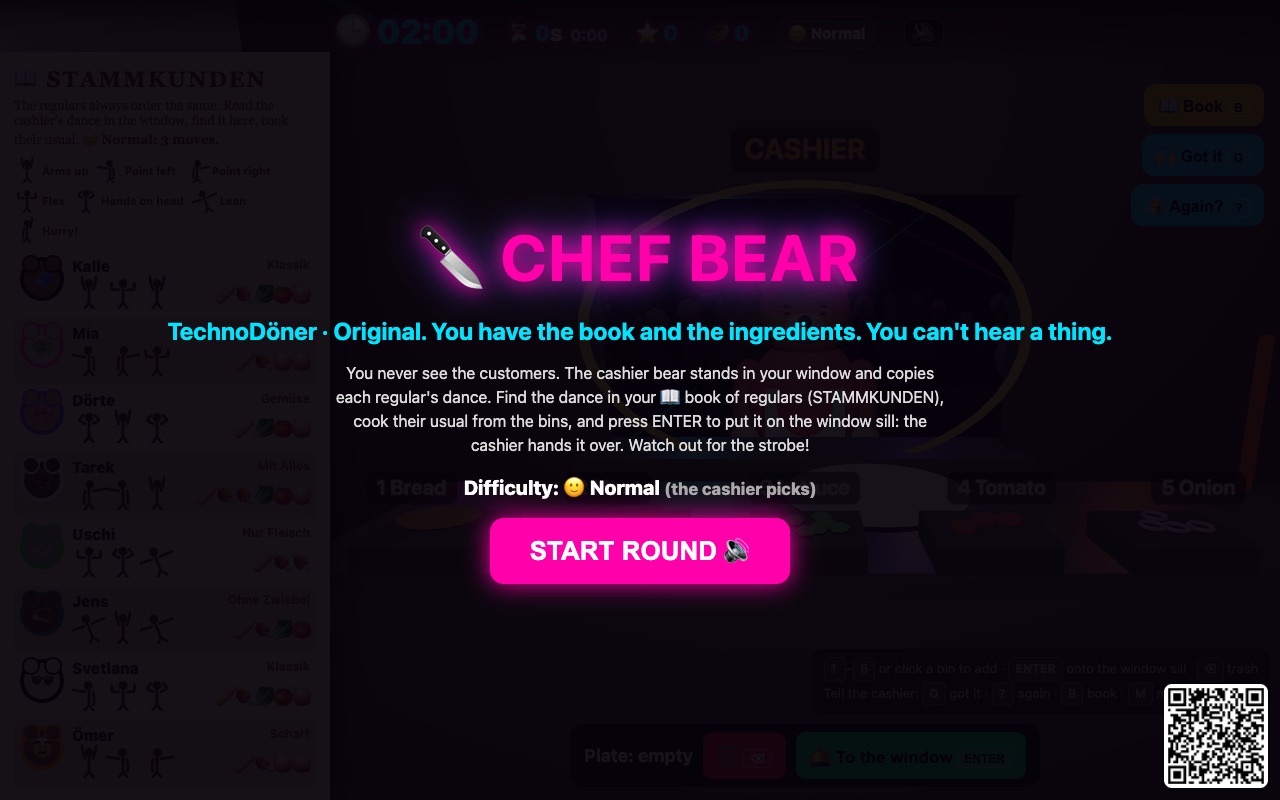 02:00 0s 0:00 0 0 Normal
STAMMKUNDEN
The regulars always order the same. Read the
cashier's dance in the window, find it here, cook
their usual. Normal: 3 moves.
Arms up Point left Point right
Flex Hands on head Lean
Hurry!
Kalle Klassik
Mia
Dörte Gemüse
Tarek Mit Alles
Uschi Nur Fleisch
Jens Ohne Zwiebel
Svetlana Klassik
Ömer Scharf
Book B
Got it O
Again? ?
CASHIER
CHEF BEAR
TechnoDöner · Original. You have the book and the ingredients. You can't hear a thing.
You never see the customers. The cashier bear stands in your window and copies
each regular's dance. Find the dance in your book of regulars (STAMMKUNDEN),
cook their usual from the bins, and press ENTER to put it on the window sill: the
cashier hands it over. Watch out for the strobe!
Difficulty: Normal (the cashier picks)
START ROUND
1 Bread 4 Tomato 5 Onion
or click a bin to add · ENTER onto the window sill · trash
Tell the cashier: O got it · ? again · B book · M
Plate: empty To the window ENTER